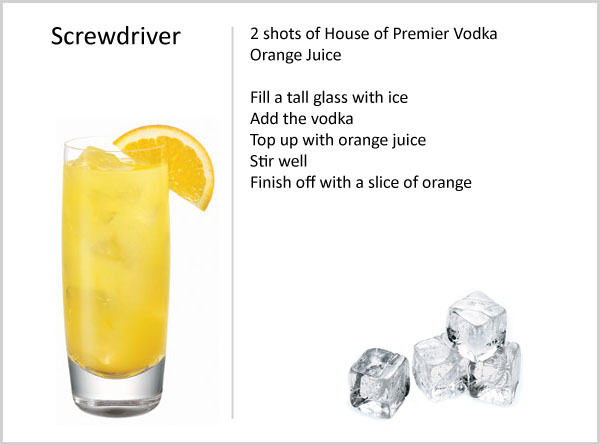 Screwdriver
2 shots of House of Premier Vodka
Orange Juice
Fill a tall glass with ice
Add the vodka
Top up with orange juice
Stir well
Finish off with a slice of orange